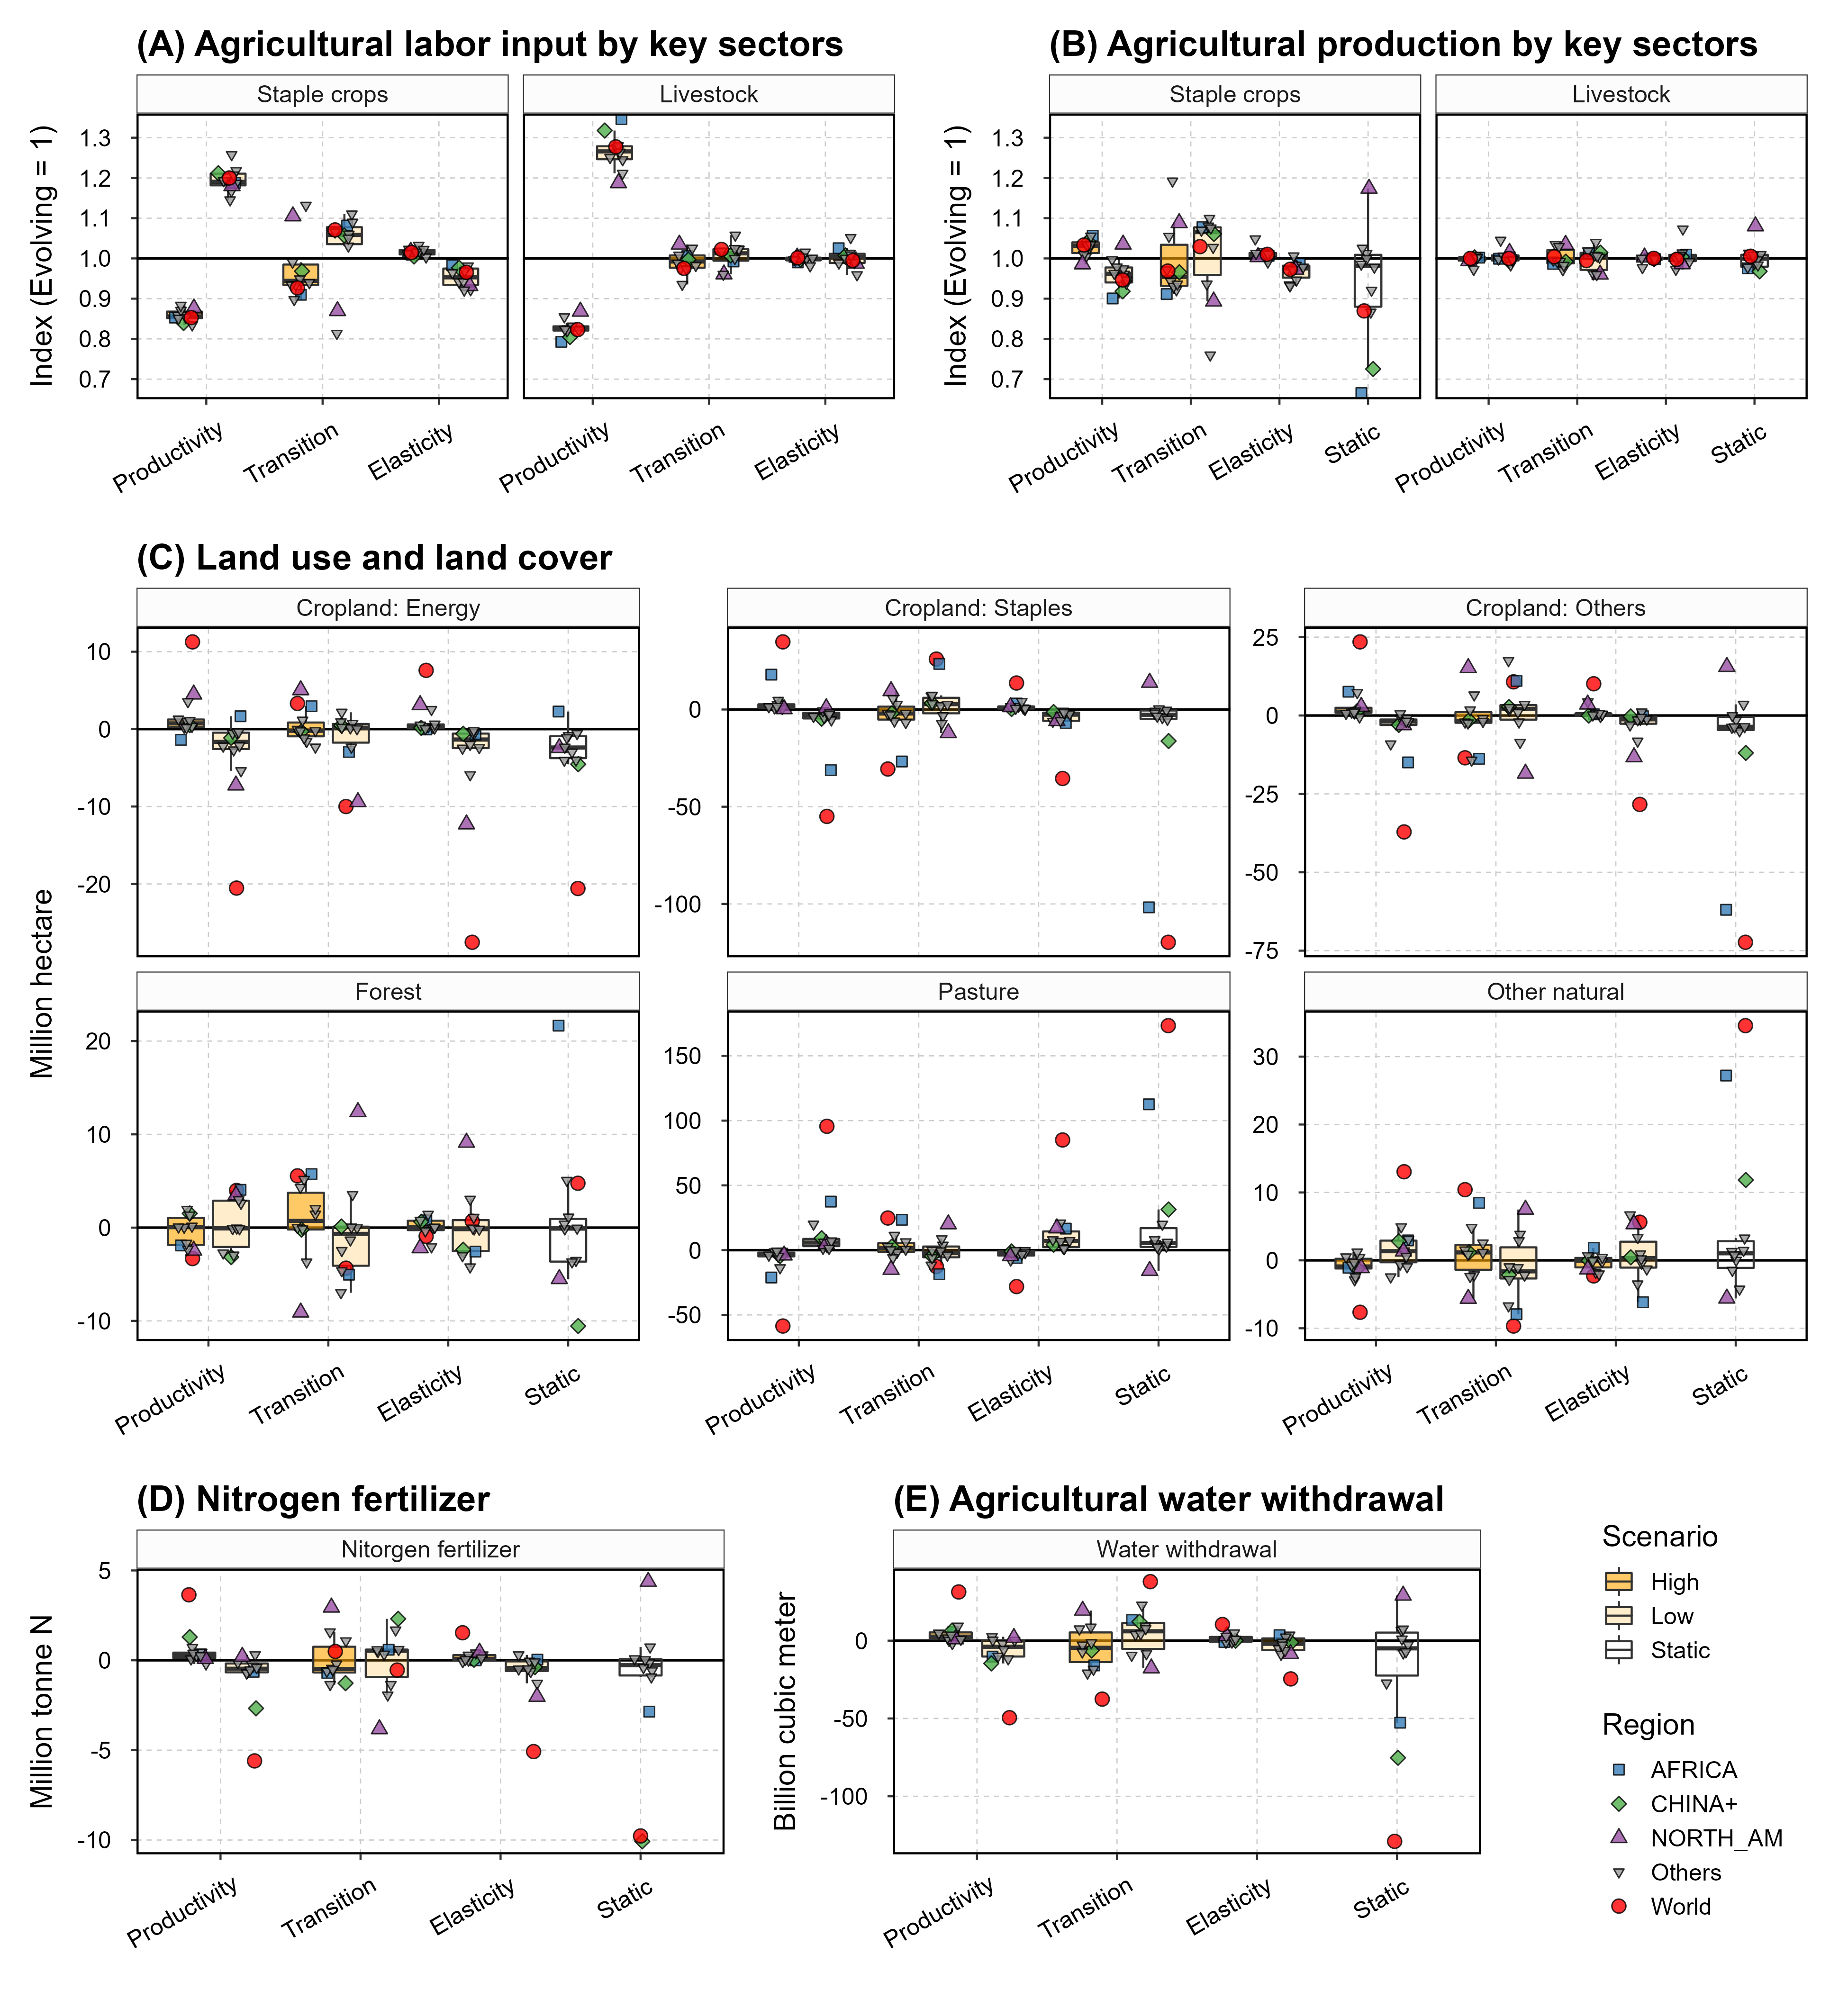 (A) Agricultural labor input by key sectors
(B) Agricultural production by key sectors
Staple crops
Livestock
Staple crops
Livestock
Index (Evolving = 1)
1.3
1.2
1.1
1.0
0.9
0.8
0.7
Productivity
Transition
Elasticity
Productivity
Transition
Elasticity
Index (Evolving = 1)
1.3
1.2
1.1
1.0
0.9
0.8
0.7
Productivity
Transition
Elasticity
Static
Productivity
Transition
Elasticity
Static
(C) Land use and land cover
Million hectare
Cropland: Energy
10
0
-10
-20
Cropland: Staples
0
-50
-100
Cropland: Others
25
0
-25
-50
-75
Forest
20
10
0
-10
Productivity
Transition
Elasticity
Static
Pasture
150
100
50
0
-50
Productivity
Transition
Elasticity
Static
Other natural
30
20
10
0
-10
Productivity
Transition
Elasticity
Static
(D) Nitrogen fertilizer
Nitorgen fertilizer
Million tonne N
5
0
-5
-10
Productivity
Transition
Elasticity
Static
(E) Agricultural water withdrawal
Water withdrawal
Billion cubic meter
0
-50
-100
Productivity
Transition
Elasticity
Static
Scenario
High
Low
Static
Region
AFRICA
CHINA+
NORTH_AM
Others
World